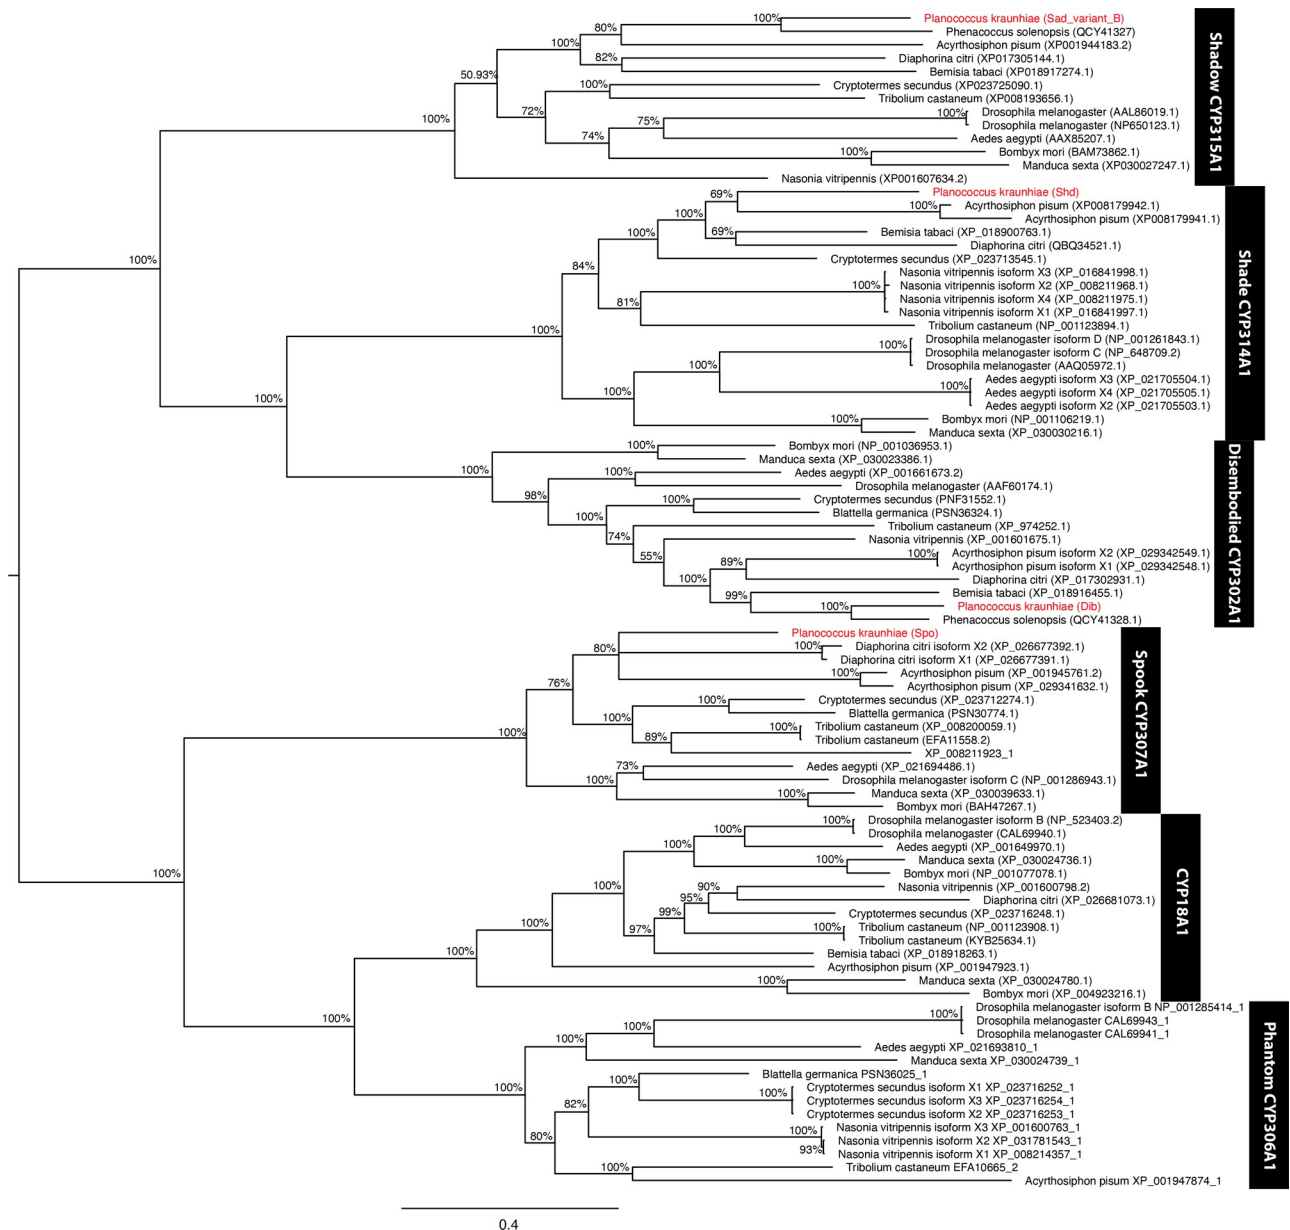 100%
Planococcus kraunhiae (Sad_variant_B)
80%
Phenacoccus solenopsis (QCY41327)
100%
Acyrthosiphon pisum (XP001944183.2)
Diaphorina citri (XP017305144.1)
82%
Bemisia tabaci (XP018917274.1)
50.93%
Cryptotermes secundus (XP023725090.1)
100%
Tribolium castaneum (XP008193656.1)
72%
Drosophila melanogaster (AAL86019.1)
100%
100%
75%
Drosophila melanogaster (NP650123.1)
74%
Aedes aegypti (AAX85207.1)
Bombyx mori (BAM73862.1)
100%
Manduca sexta (XP030027247.1)
Nasonia vitripennis (XP001607634.2)
Shadow CYP315A1
69%
Planococcus kraunhiae (Shd)
100%
Acyrthosiphon pisum (XP008179942.1)
100%
Acyrthosiphon pisum (XP008179941.1)
69%
Bemisia tabaci (XP_018900763.1)
100%
Diaphorina citri (QBQ34521.1)
100%
Cryptotermes secundus (XP_023713545.1)
84%
Nasonia vitripennis isoform X3 (XP_016841998.1)
100%
Nasonia vitripennis isoform X2 (XP_008211968.1)
81%
Nasonia vitripennis isoform X4 (XP_008211975.1)
Nasonia vitripennis isoform X1 (XP_016841997.1)
Tribolium castaneum (NP_001123894.1)
100%
Drosophila melanogaster isoform D (NP_001261843.1)
100%
Drosophila melanogaster isoform C (NP_648709.2)
100%
Drosophila melanogaster (AAQ05972.1)
Aedes aegypti isoform X3 (XP_021705504.1)
100%
Aedes aegypti isoform X4 (XP_021705505.1)
100%
100%
Aedes aegypti isoform X2 (XP_021705503.1)
Bombyx mori (NP_001106219.1)
100%
Manduca sexta (XP_030030216.1)
Shade CYP314A1
Bombyx mori (NP_001036953.1)
100%
Manduca sexta (XP_030023386.1)
100%
Aedes aegypti (XP_001661673.2)
100%
Drosophila melanogaster (AAF60174.1)
98%
Cryptotermes secundus (PNF31552.1)
100%
Blattella germanica (PSN36324.1)
100%
Tribolium castaneum (XP_974252.1)
74%
Nasonia vitripennis (XP_001601675.1)
55%
Acyrthosiphon pisum isoform X2 (XP_029342549.1)
100%
89%
Acyrthosiphon pisum isoform X1 (XP_029342548.1)
100%
Diaphorina citri (XP_017302931.1)
99%
Bemisia tabaci (XP_018916455.1)
100%
Planococcus kraunhiae (Dib)
Phenacoccus solenopsis (QCY41328.1)
Disembodied CYP302A1
Planococcus kraunhiae (Spo)
80%
Diaphorina citri isoform X2 (XP_026677392.1)
100%
Diaphorina citri isoform X1 (XP_026677391.1)
Acyrthosiphon pisum (XP_001945761.2)
100%
76%
Acyrthosiphon pisum (XP_029341632.1)
Cryptotermes secundus (XP_023712274.1)
100%
Blattella germanica (PSN30774.1)
100%
Tribolium castaneum (XP_008200059.1)
100%
100%
89%
Tribolium castaneum (EFA11558.2)
XP_008211923_1
73%
Aedes aegypti (XP_021694486.1)
100%
Drosophila melanogaster isoform C (NP_001286943.1)
100%
Manduca sexta (XP_030039633.1)
Bombyx mori (BAH47267.1)
Spook CYP307A1
Drosophila melanogaster isoform B (NP_523403.2)
100%
100%
Drosophila melanogaster (CAL69940.1)
100%
Aedes aegypti (XP_001649970.1)
100%
Manduca sexta (XP_030024736.1)
Bombyx mori (NP_001077078.1)
100%
100%
90%
Nasonia vitripennis (XP_001600798.2)
95%
Diaphorina citri (XP_026681073.1)
99%
Cryptotermes secundus (XP_023716248.1)
97%
100%
Tribolium castaneum (NP_001123908.1)
100%
Tribolium castaneum (KYB25634.1)
100%
Bemisia tabaci (XP_018918263.1)
Acyrthosiphon pisum (XP_001947923.1)
100%
Manduca sexta (XP_030024780.1)
Bombyx mori (XP_004923216.1)
CYP18A1
100%
Drosophila melanogaster isoform B NP_001285414_1
100%
Drosophila melanogaster CAL69943_1
100%
Drosophila melanogaster CAL69941_1
100%
Aedes aegypti XP_021693810_1
Manduca sexta XP_030024739_1
100%
Blattella germanica PSN36025_1
100%
Cryptotermes secundus isoform X1 XP_023716252_1
100%
Cryptotermes secundus isoform X3 XP_023716254_1
82%
Cryptotermes secundus isoform X2 XP_023716253_1
Nasonia vitripennis isoform X3 XP_001600763_1
100%
80%
Nasonia vitripennis isoform X2 XP_031781543_1
93%
Nasonia vitripennis isoform X1 XP_008214357_1
100%
Tribolium castaneum EFA10665_2
Acyrthosiphon pisum XP_001947874_1
Phantom CYP306A1
0.4